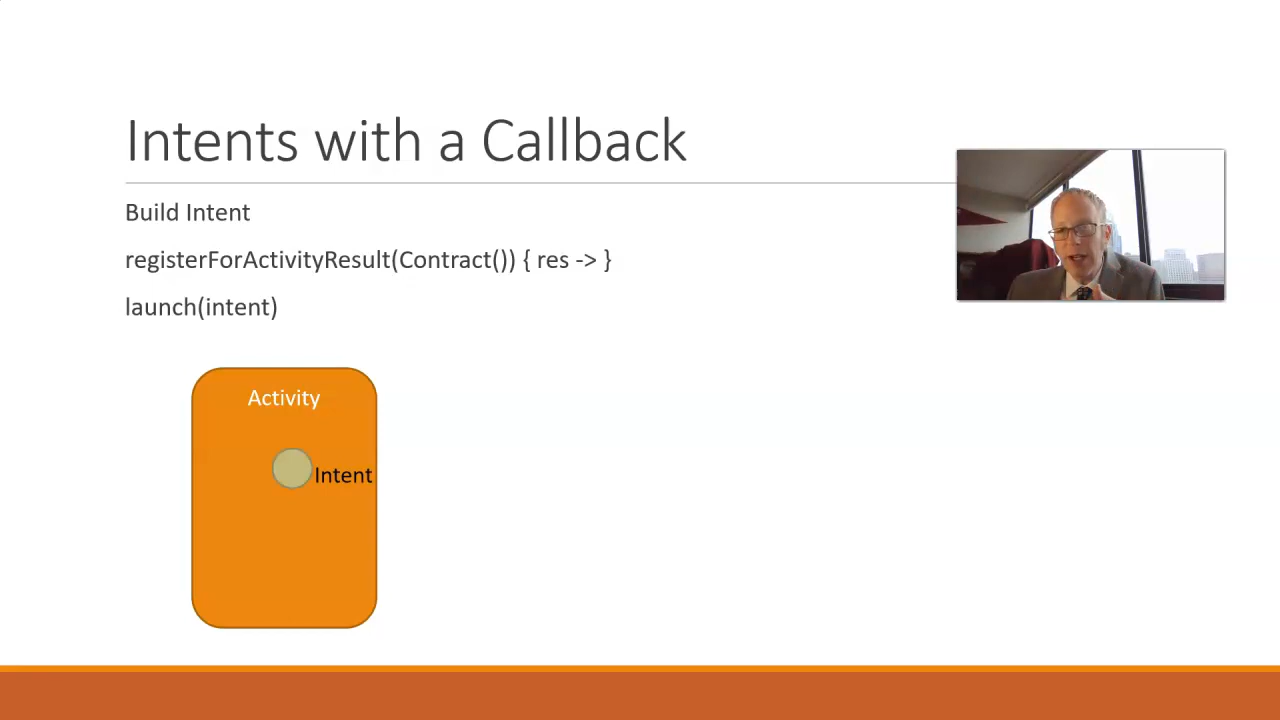 Intents with a Callback
Build Intent
registerForActivityResult(Contract()) { res -> }
launch(intent)
Activity
Intent